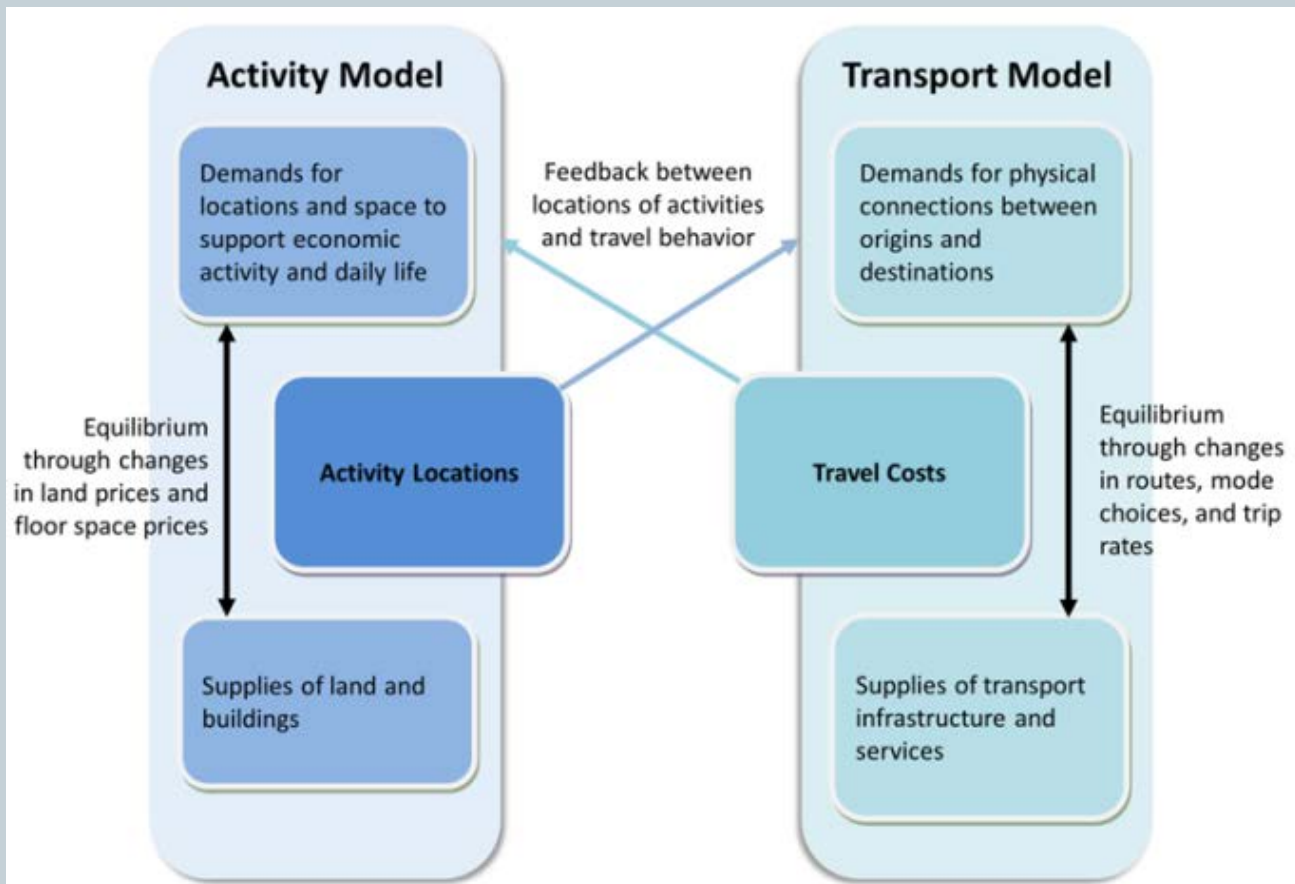 Activity Model
Demands for
locations and space to
support economic
activity and daily life
Equilibrium
through changes
in land prices and
floor space prices
Activity Locations
Supplies of land and
buildings
Feedback between
locations of activities
and travel behavior
Transport Model
Demands for physical
connections between
origins and
destinations
Travel Costs
Equilibrium
through changes
in routes, mode
choices, and trip
rates
Supplies of transport
infrastructure and
services